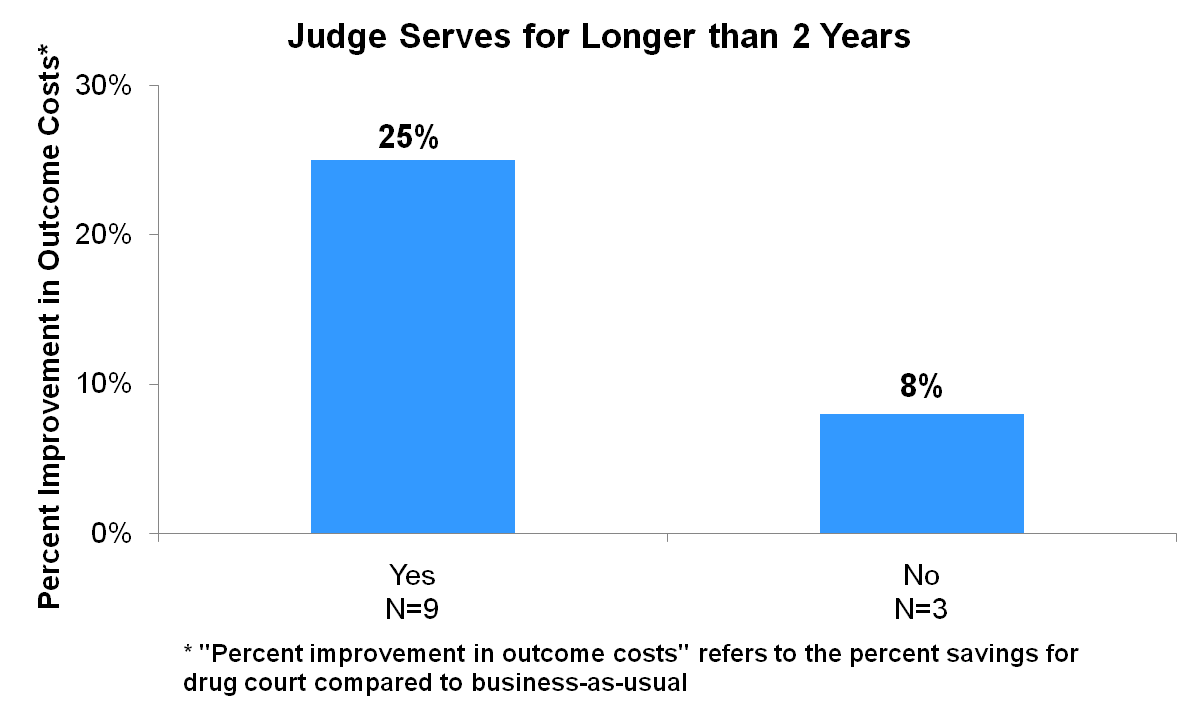 Judge Serves for Longer than 2 Years
Percent Improvement in Outcome Costs*
30%
20%
10%
0%
25%
8%
Yes
N=9
No
N=3
* "Percent improvement in outcome costs" refers to the percent savings for
drug court compared to business-as-usual